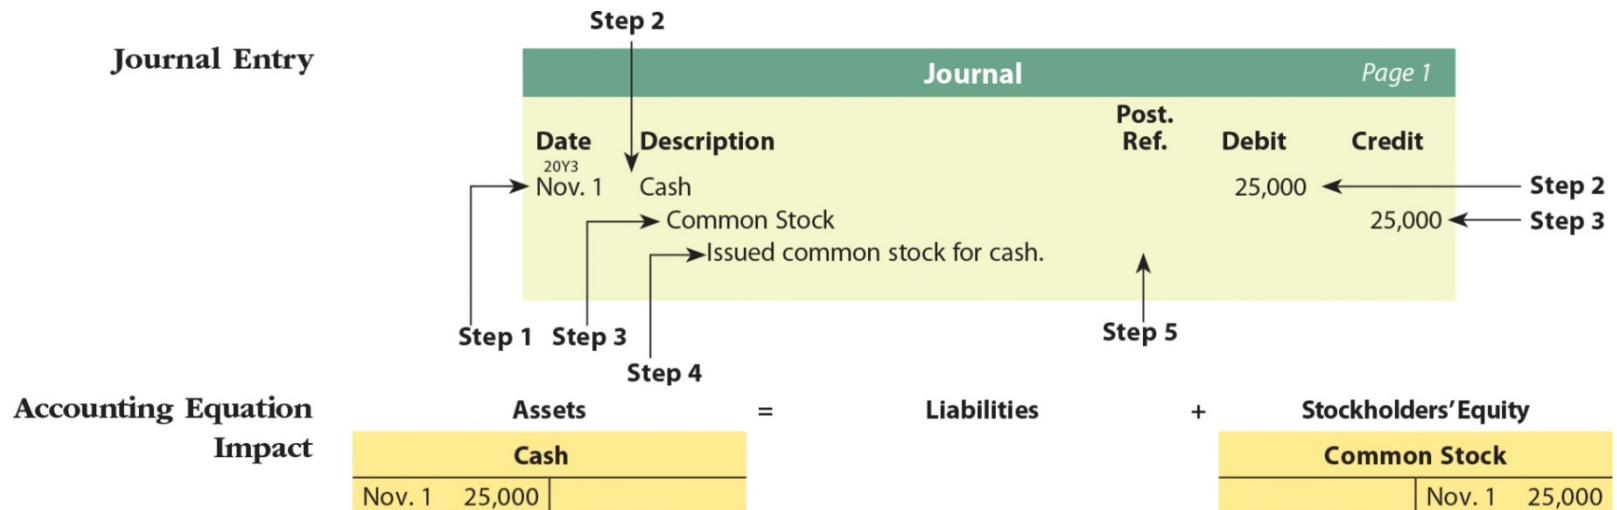 Step 2
Journal Entry
Journal Page 1
Post.
Date Description Ref. Debit Credit
20Y3
Nov. 1 Cash 25,000 Step 2
Common Stock 25,000 Step 3
Issued common stock for cash.
Step 1 Step 3 Step 5
Step 4
Accounting Equation Assets = Liabilities + Stockholders' Equity
Impact Cash Common Stock
Nov. 1 25,000 Nov. 1 25,000